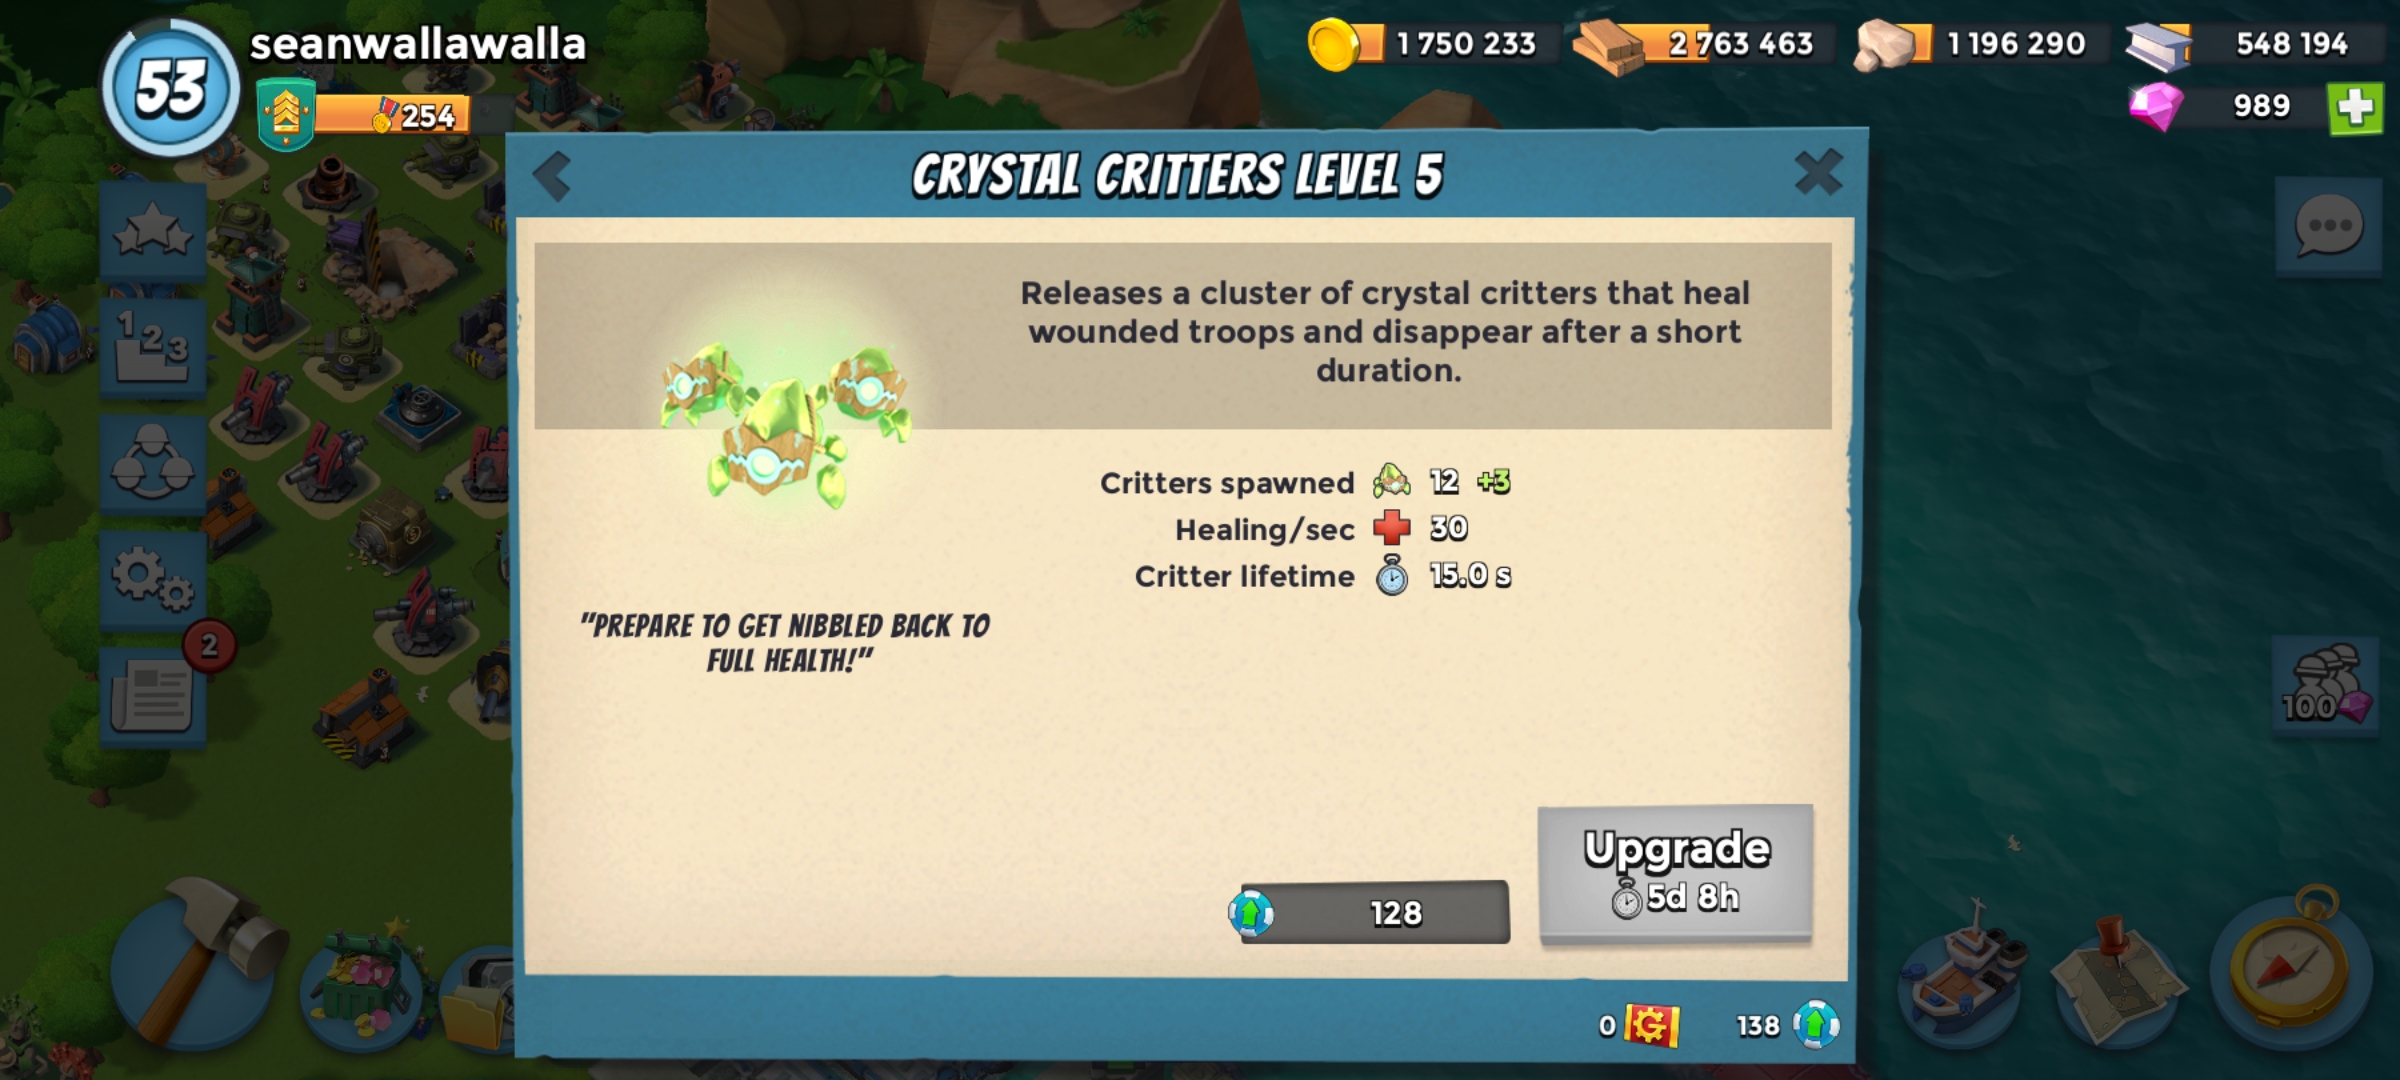 53
seanwallawalla
254
1 750 233
2 763 463
1 196 290
548 194
989
CRYSTAL CRITTERS LEVEL 5
Releases a cluster of crystal critters that heal
wounded troops and disappear after a short
duration.
Critters spawned 12 +3
Healing/sec 30
Critter lifetime 15.0 s
"PREPARE TO GET NIBBLED BACK TO
FULL HEALTH!"
1 2 3
2
100
Upgrade
5d 8h
128
0 G 138